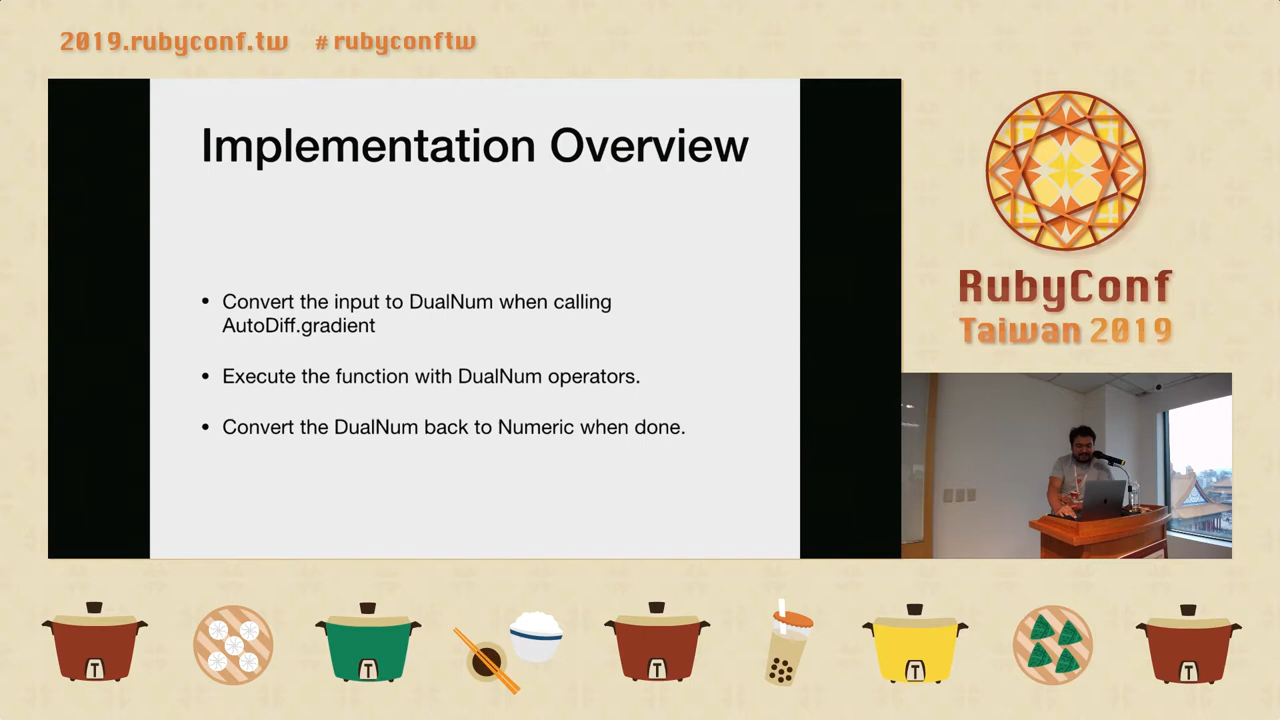 2019.rubyconf.tw #rubyconftw
Implementation Overview
• Convert the input to DualNum when calling
AutoDiff.gradient
• Execute the function with DualNum operators.
• Convert the DualNum back to Numeric when done.
RubyConf
Taiwan 2019
T
T
T
T
T